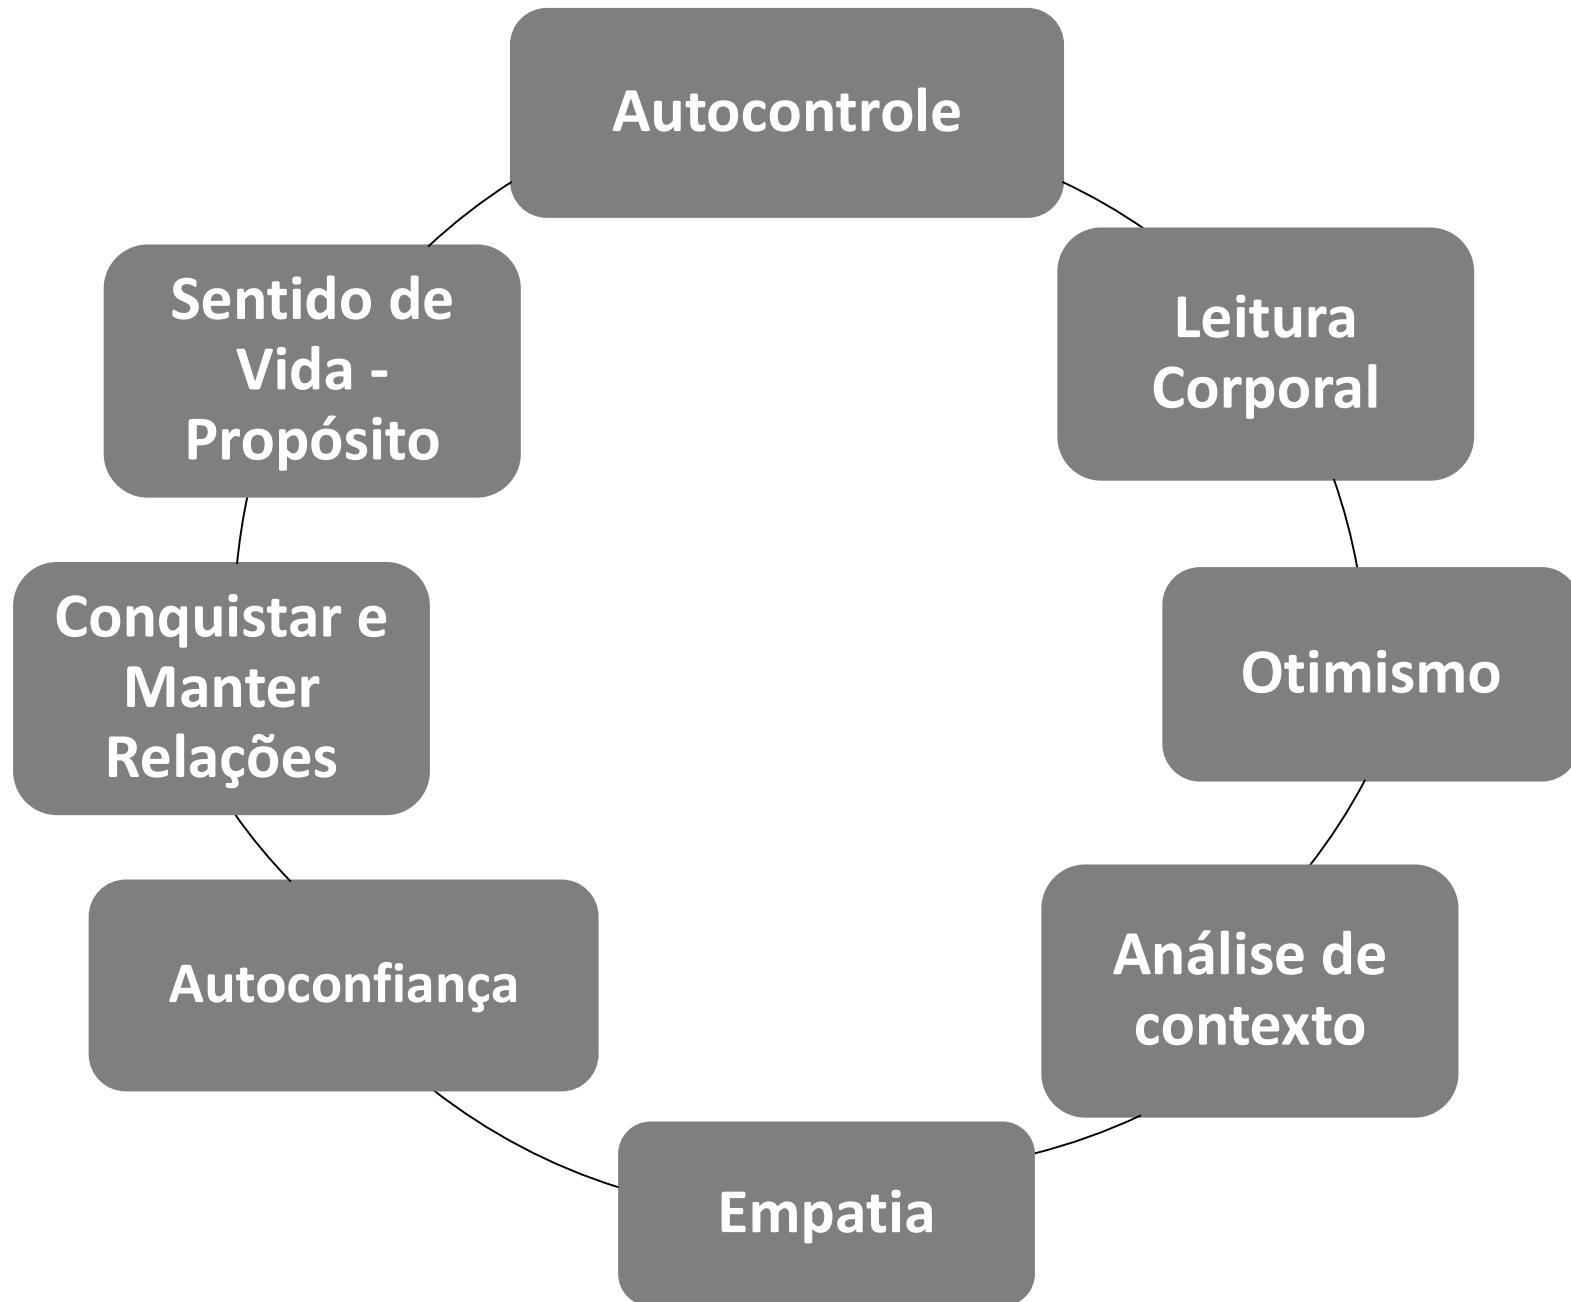 Autocontrole
Leitura
Corporal
Otimismo
Análise de
contexto
Empatia
Autoconfiança
Conquistar e
Manter
Relações
Sentido de
Vida -
Propósito